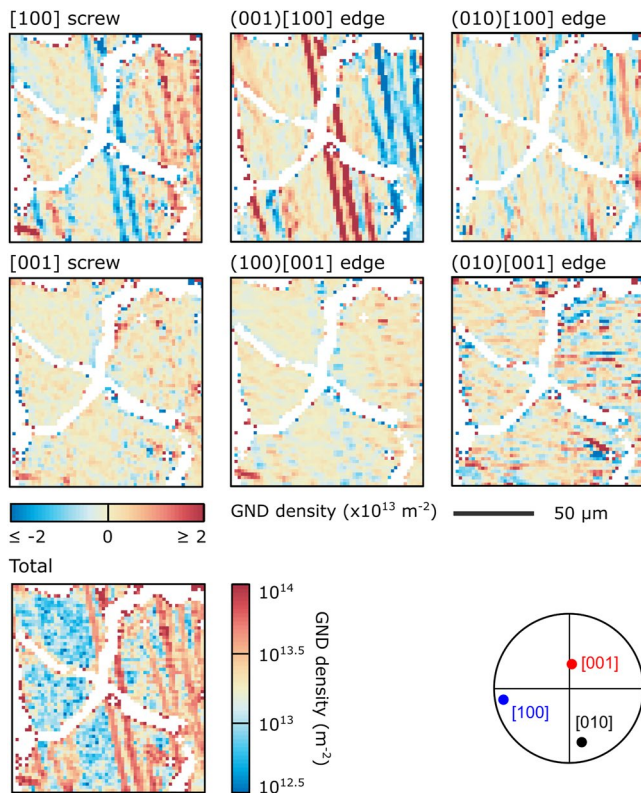 [100] screw
(001)[100] edge
(010)[100] edge
[001] screw
(100)[001] edge
(010)[001] edge
≤ -2 0 ≥ 2
GND density (x10¹³ m⁻²)
50 µm
Total
10¹⁴
10¹³·⁵
10¹³
10¹²·⁵
GND density (m⁻²)
[001]
[100]
[010]